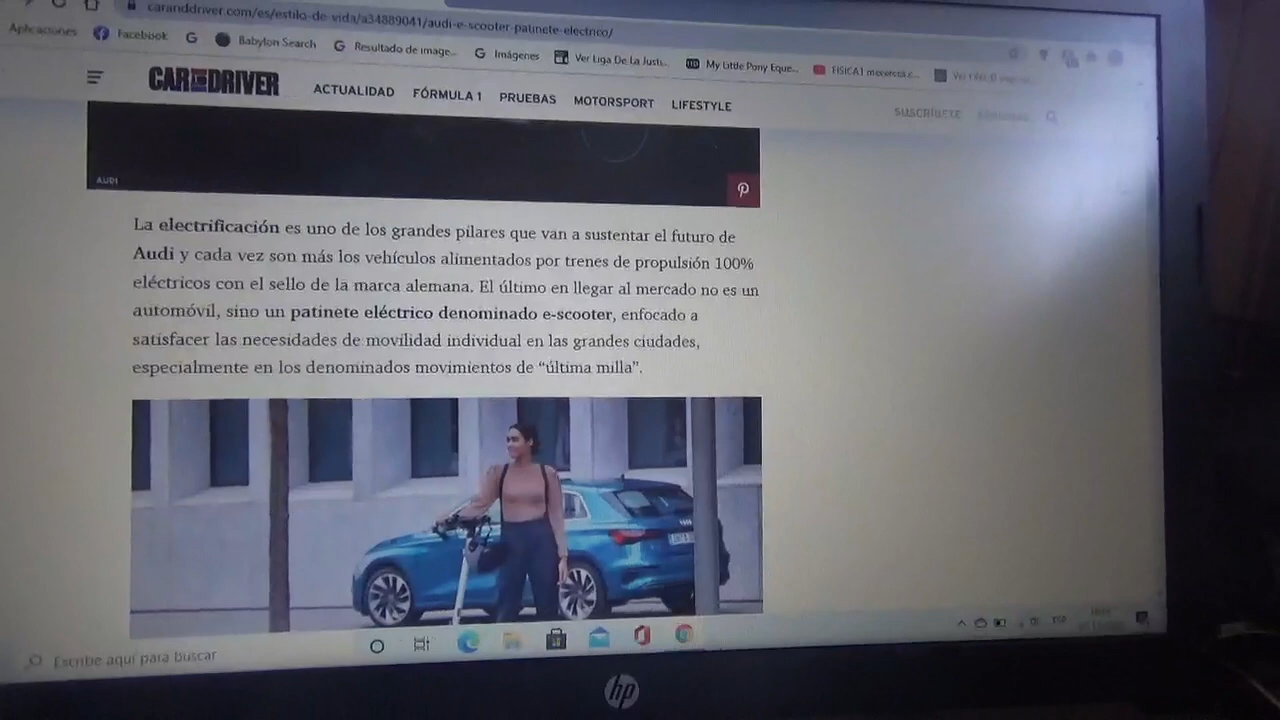 caranddriver.com/es/estilo-de-vida/a34889041/audi-e-scooter-patinete-electrico/
Aplicaciones Facebook Babylon Search Resultado de image... Imágenes Ver Liga De La Justi... My Little Pony Eque... FISICA1
CAR AND DRIVER ACTUALIDAD FÓRMULA 1 PRUEBAS MOTORSPORT LIFESTYLE SUSCRÍBETE
AUDI
La electrificación es uno de los grandes pilares que van a sustentar el futuro de
Audi y cada vez son más los vehículos alimentados por trenes de propulsión 100%
eléctricos con el sello de la marca alemana. El último en llegar al mercado no es un
automóvil, sino un patinete eléctrico denominado e-scooter, enfocado a
satisfacer las necesidades de movilidad individual en las grandes ciudades,
especialmente en los denominados movimientos de “última milla”.
Escribe aquí para buscar
ESP
hp